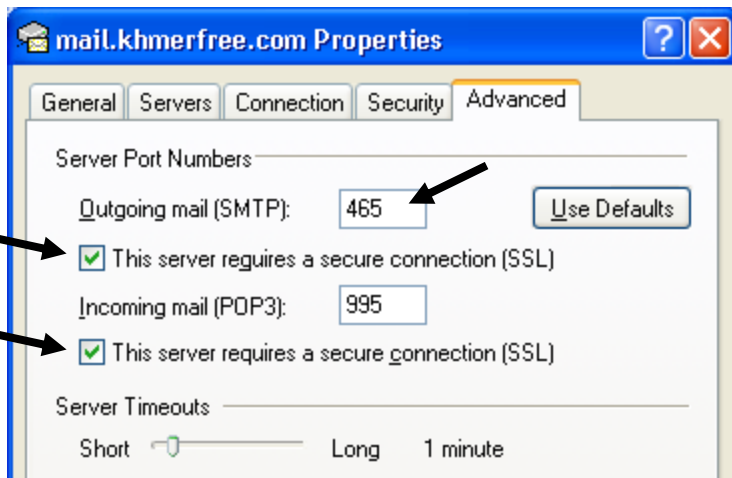 mail.khmerfree.com Properties
General Servers Connection Security Advanced
Server Port Numbers
Outgoing mail (SMTP): 465 Use Defaults
This server requires a secure connection (SSL)
Incoming mail (POP3): 995
This server requires a secure connection (SSL)
Server Timeouts
Short Long 1 minute